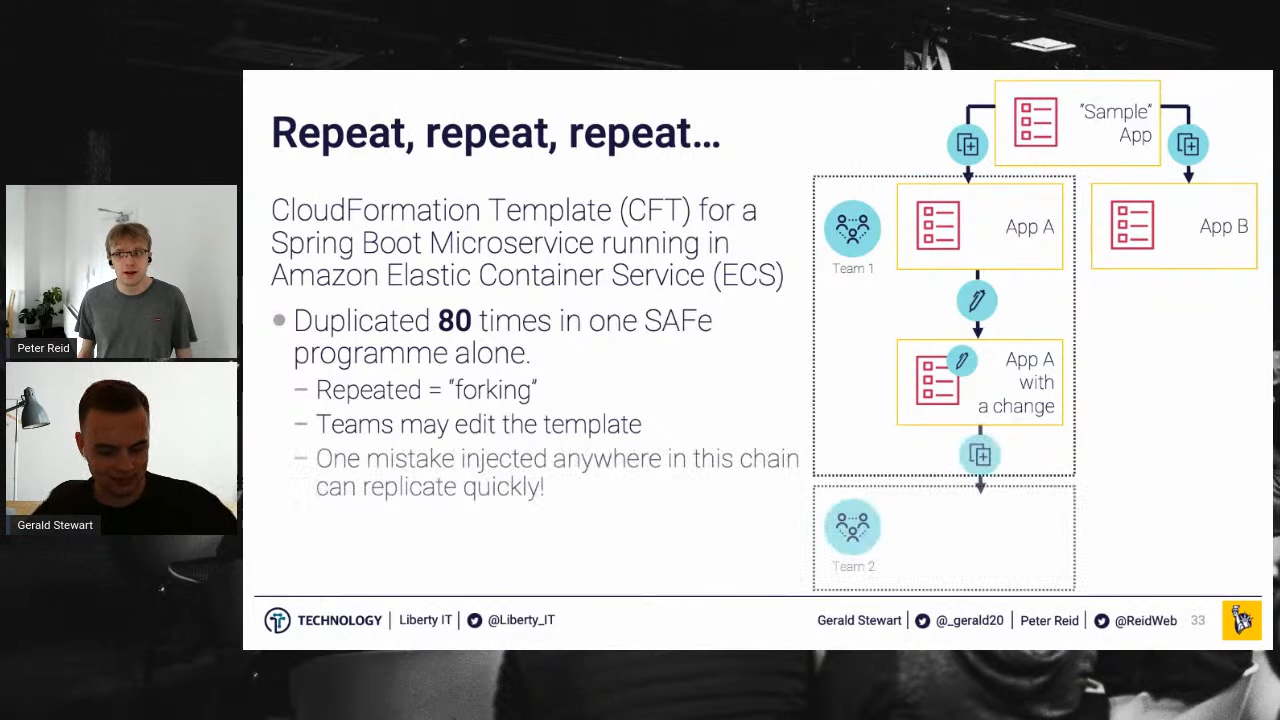 Repeat, repeat, repeat…
CloudFormation Template (CFT) for a
Spring Boot Microservice running in
Amazon Elastic Container Service (ECS)
Duplicated 80 times in one SAFe
programme alone.
– Repeated = “forking”
– Teams may edit the template
– One mistake injected anywhere in this chain
can replicate quickly!
“Sample”
App
Team 1
App A
App B
App A
with
a change
Team 2
Peter Reid
Gerald Stewart
TECHNOLOGY | Liberty IT | @Liberty_IT
Gerald Stewart | @_gerald20 | Peter Reid | @ReidWeb 33